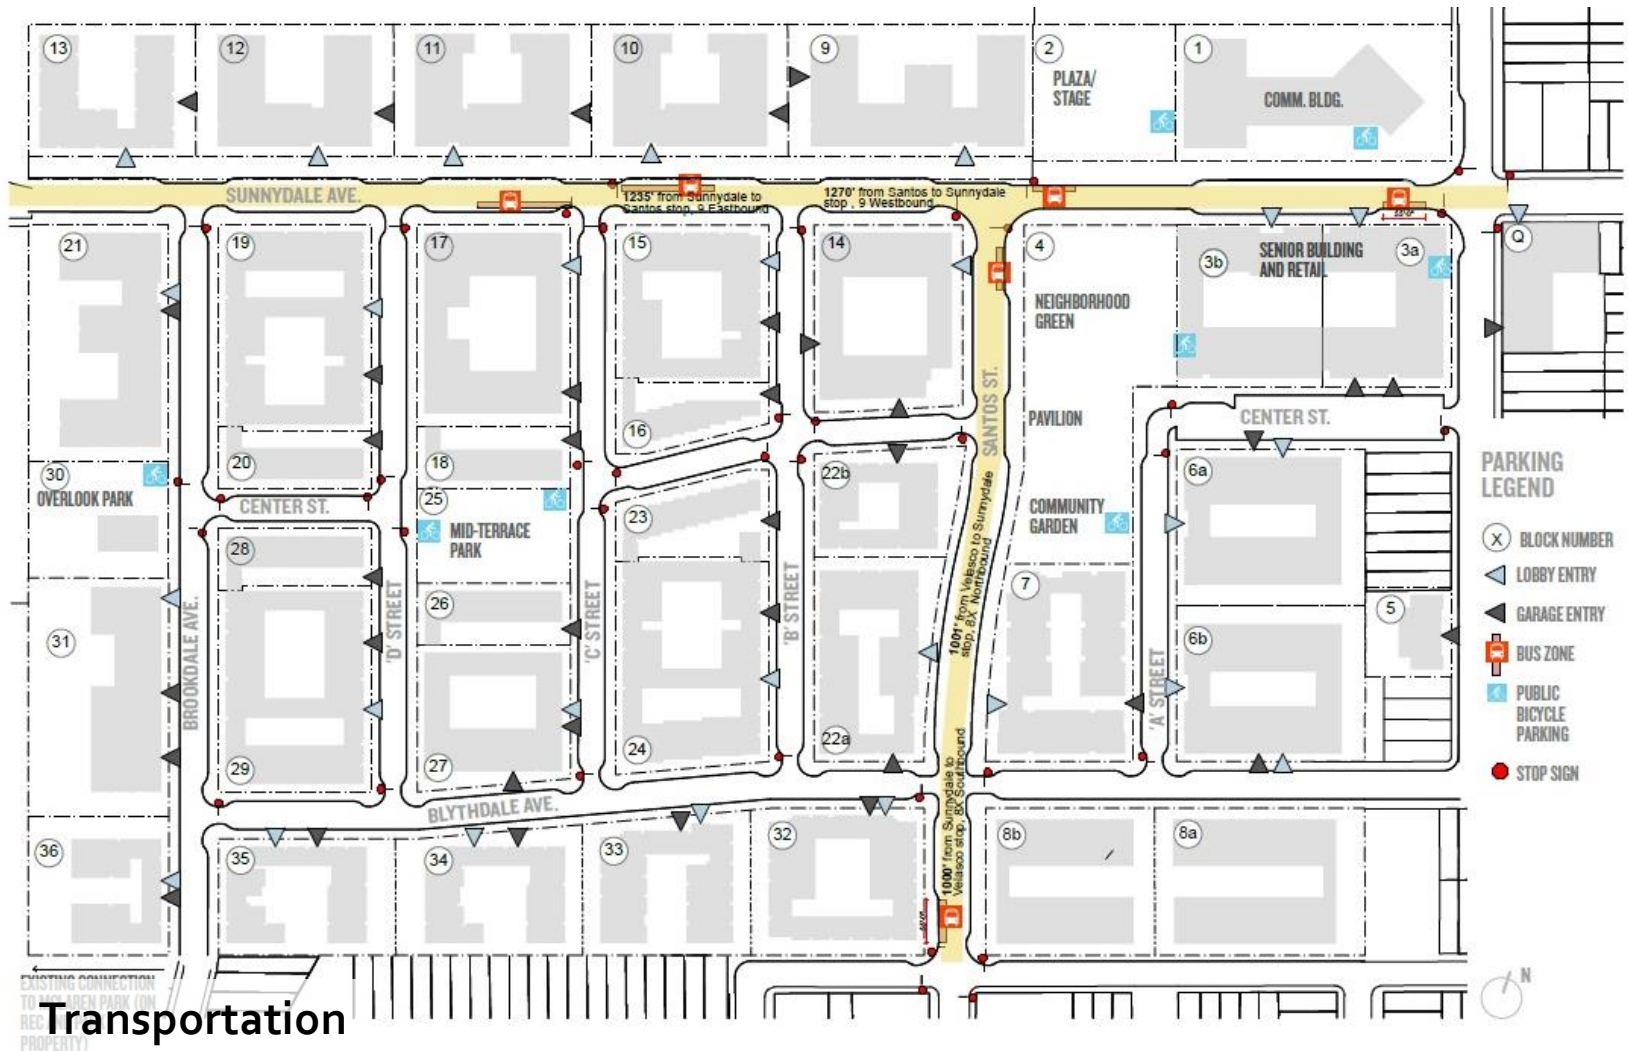 13
12
11
10
9
2
1
PLAZA/
STAGE
COMM. BLDG.
SUNNYDALE AVE.
1235' from Sunnydale to
Santos stop, 9 Eastbound
1270' from Santos to Sunnydale
stop , 9 Westbound
21
19
17
15
14
4
3b
SENIOR BUILDING
AND RETAIL
3a
Q
NEIGHBORHOOD
GREEN
SANTOS ST.
PAVILION
CENTER ST.
16
20
18
30
OVERLOOK PARK
CENTER ST.
25
MID-TERRACE
PARK
23
22b
COMMUNITY
GARDEN
6a
PARKING
LEGEND
X BLOCK NUMBER
LOBBY ENTRY
GARAGE ENTRY
BUS ZONE
PUBLIC
BICYCLE
PARKING
STOP SIGN
28
26
7
5
31
6b
BROOKDALE AVE.
'D' STREET
'C' STREET
'B' STREET
'A' STREET
1001' from Velasco to Sunnydale
stop, 8X Northbound
29
27
24
22a
BLYTHDALE AVE.
1000' from Sunnydale to
Velasco stop, 8X Southbound
36
35
34
33
32
8b
8a
EXISTING CONNECTION
TO MCLAREN PARK (ON
REC
PROPERTY)
Transportation
N